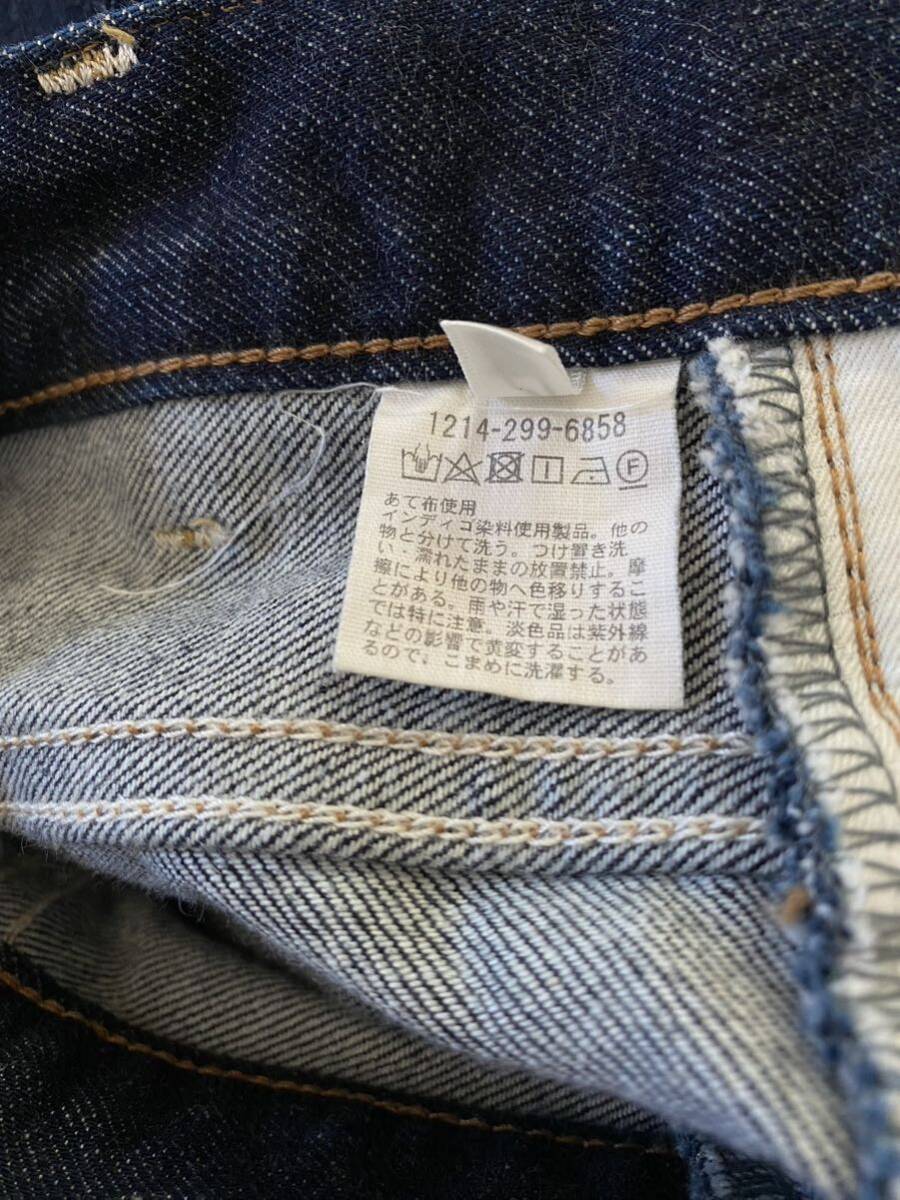 1214-299-6858
F
あて布使用
インディコ染料使用製品。他の
物と分けて洗う。つけ置き洗
い・濡れたままの放置禁止。摩
擦により他の物へ色移りするこ
とがある。雨や汗で湿った状態
では特に注意。淡色品は紫外線
などの影響で黄変することがあ
るので、こまめに洗濯する。